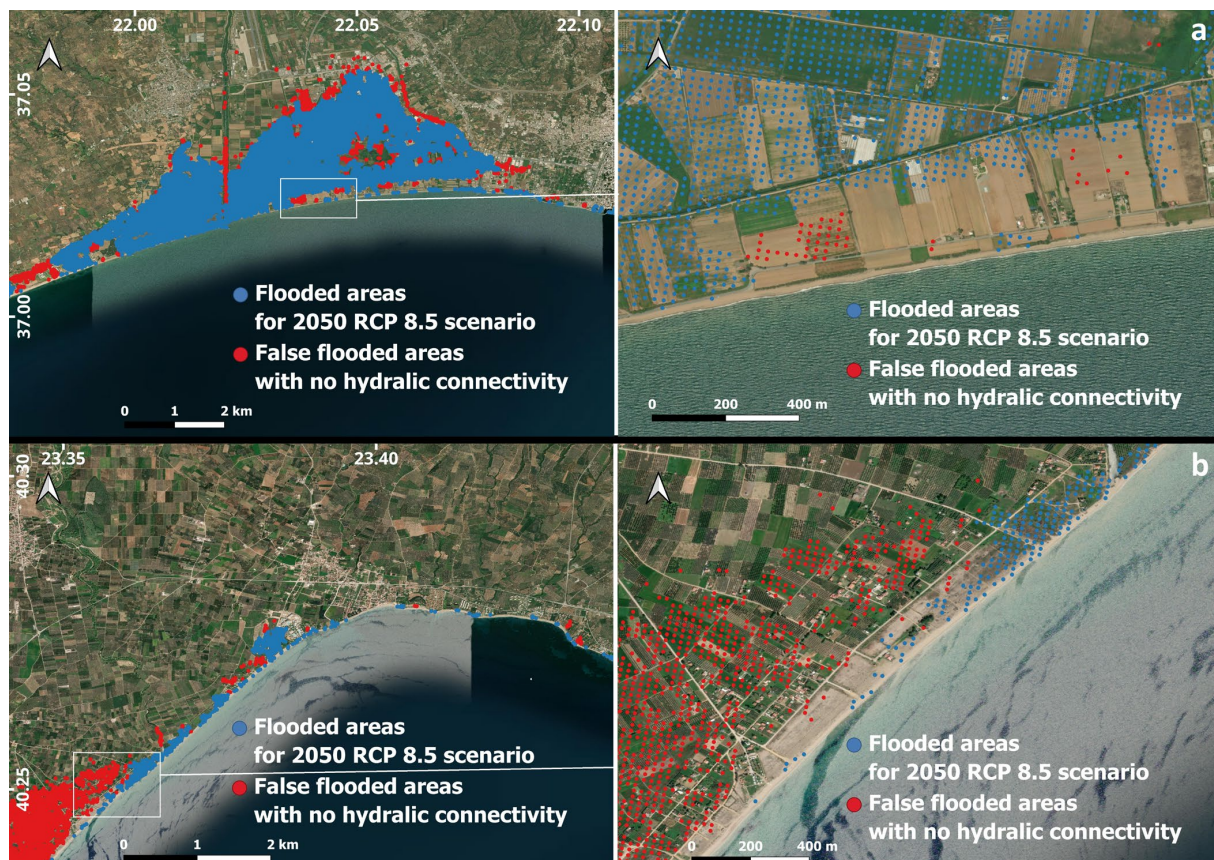 22.00
22.05
22.10
37.05
37.00
Flooded areas
for 2050 RCP 8.5 scenario
False flooded areas
with no hydralic connectivity
0 1 2 km
a
Flooded areas
for 2050 RCP 8.5 scenario
False flooded areas
with no hydralic connectivity
0 200 400 m
23.35
23.40
40.30
40.25
Flooded areas
for 2050 RCP 8.5 scenario
False flooded areas
with no hydralic connectivity
0 1 2 km
b
Flooded areas
for 2050 RCP 8.5 scenario
False flooded areas
with no hydralic connectivity
0 200 400 m